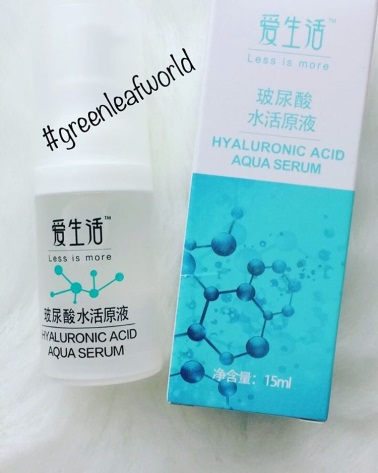 #greenleafworld
爱生活™
Less is more
玻尿酸水活原液
HYALURONIC ACID
AQUA SERUM
爱生活™
Less is more
玻尿酸
水活原液
HYALURONIC ACID
AQUA SERUM
净含量：15ml